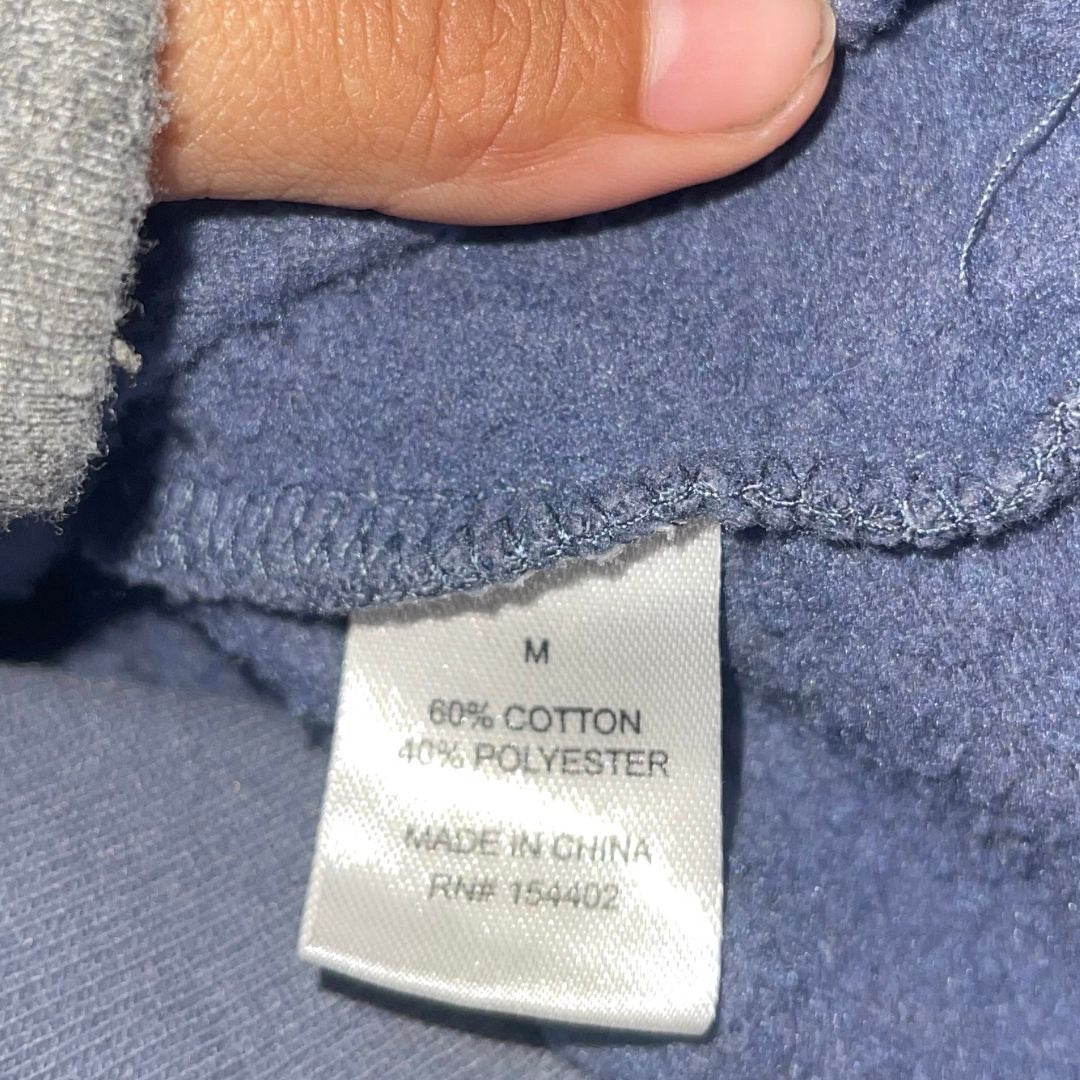 M
60% COTTON
40% POLYESTER
MADE IN CHINA
RN# 154402